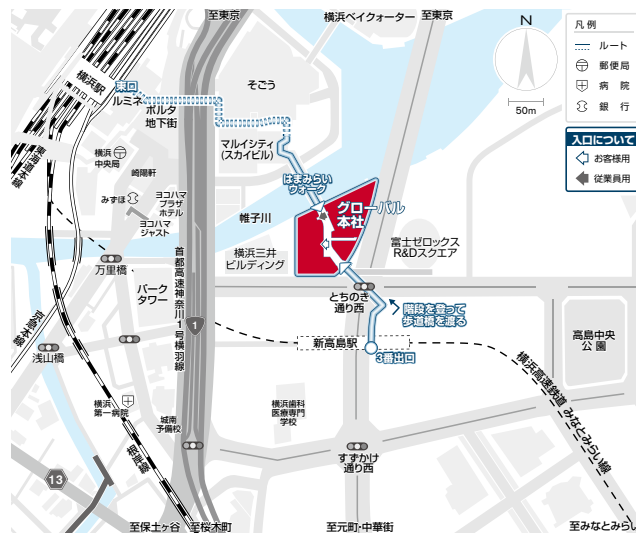 至東京
横浜ベイクォーター
至東京
N
50m
凡例
ルート
郵便局
病院
銀行
入口について
お客様用
従業員用
横浜駅
東口
ルミネ
ポルタ
地下街
そごう
マルイシティ
(スカイビル)
はまみらい
ウォーク
東海道本線
横浜
中央局
崎陽軒
みずほ
ヨコハマ
プラザ
ホテル
ヨコハマ
ジャスト
帷子川
グローバル
本社
横浜三井
ビルディング
富士ゼロックス
R&Dスクエア
万里橋
パーク
タワー
首都高速神奈川1号横羽線
1
とちのき
通り西
階段を登って
歩道橋を渡る
京急本線
浅山橋
新高島駅
3番出口
高島中央
公園
横浜高速鉄道 みなとみらい線
横浜
第一病院
城南
予備校
横浜歯科
医療専門
学校
根岸線
すずかけ
通り西
13
至保土ヶ谷
至桜木町
至元町・中華街
至みなとみらい